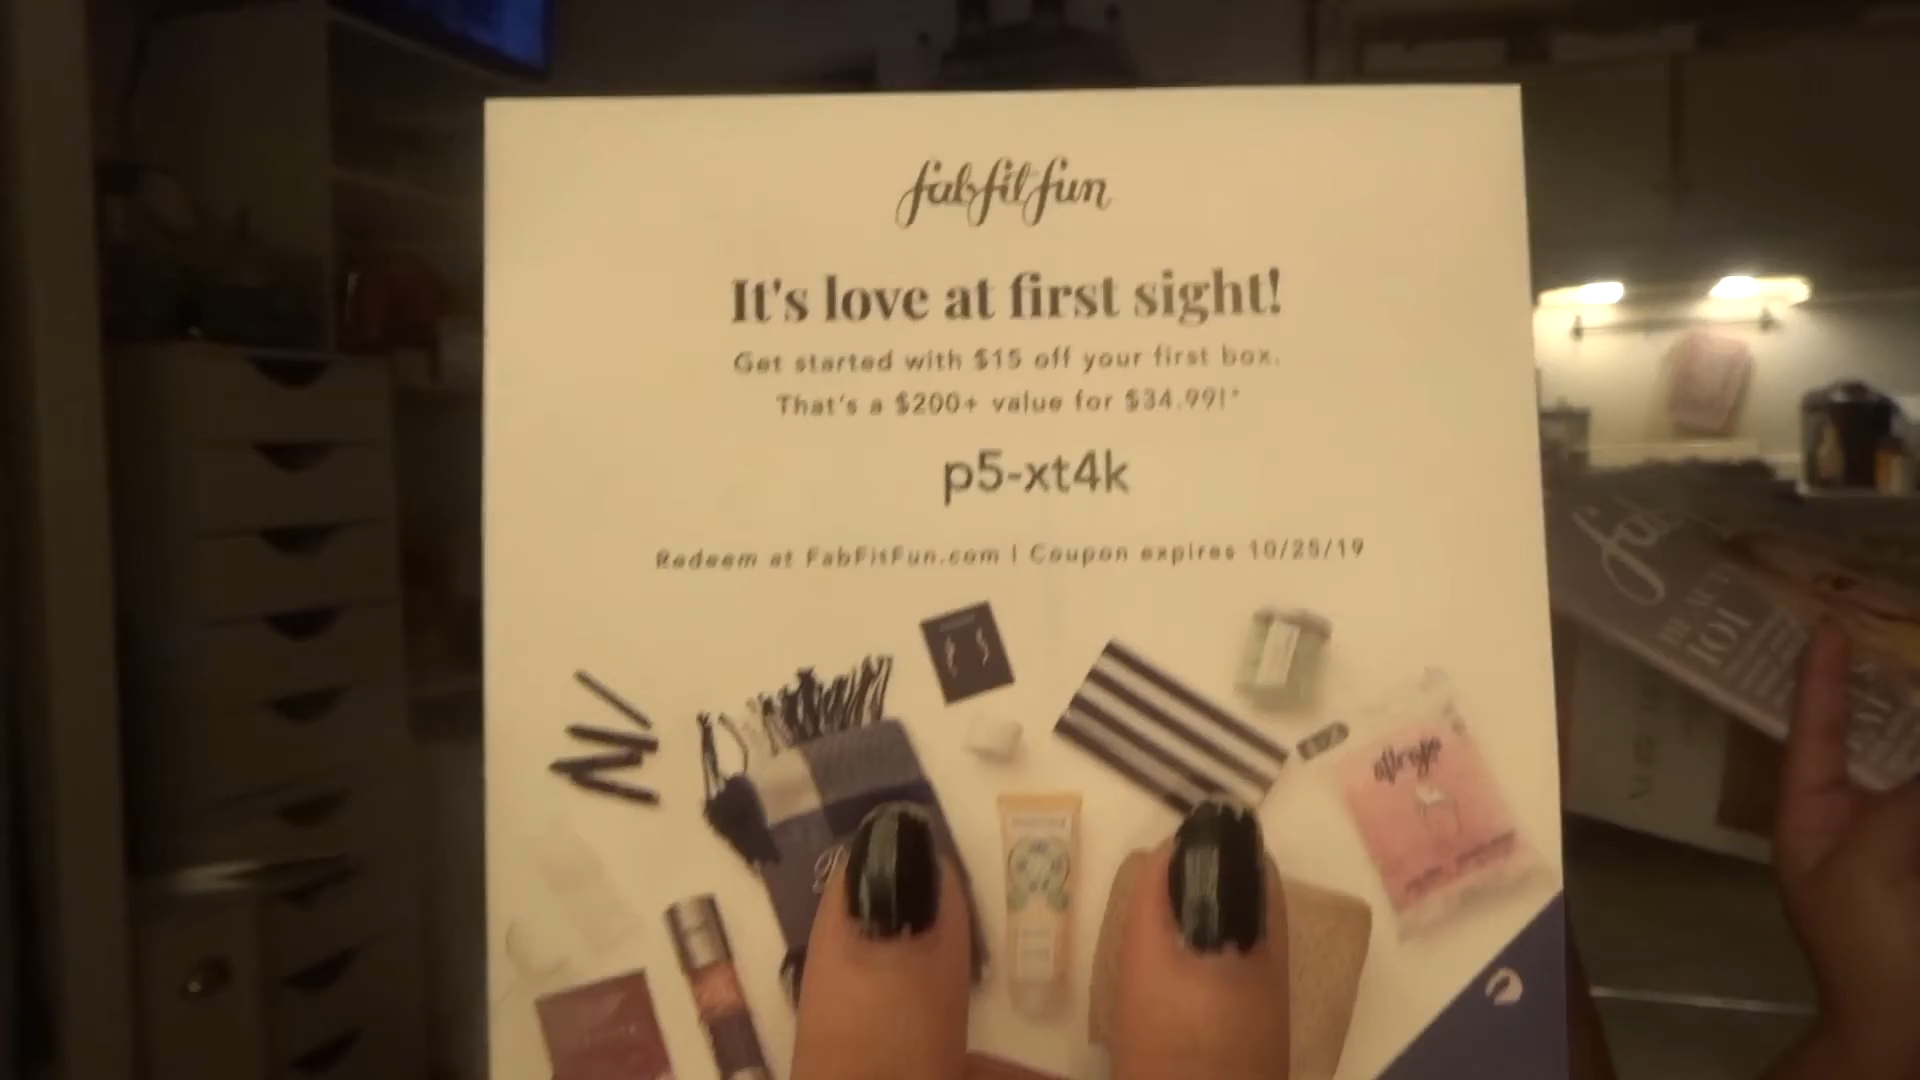 fabfitfun
It's love at first sight!
Get started with $15 off your first box.
That's a $200+ value for $34.99!*
p5-xt4k
Redeem at FabFitFun.com | Coupon expires 10/25/19